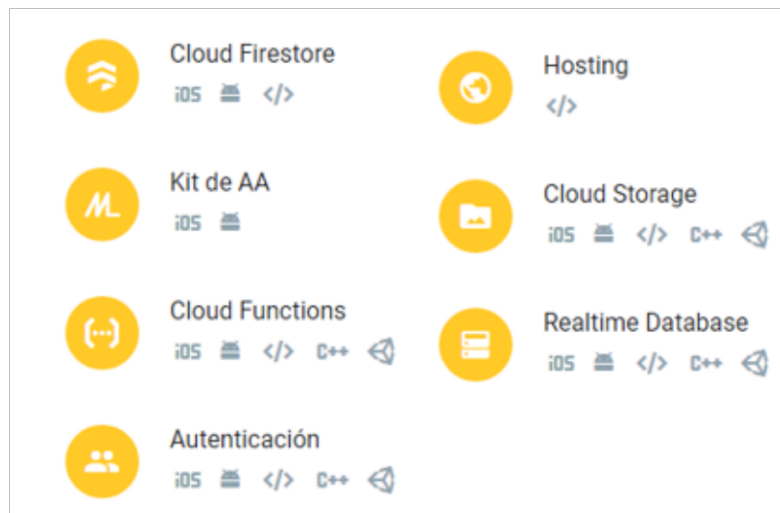 Cloud Firestore
iOS </>
Kit de AA
iOS
Cloud Functions
iOS </> C++
Autenticación
iOS </> C++
Hosting
</>
Cloud Storage
iOS </> C++
Realtime Database
iOS </> C++